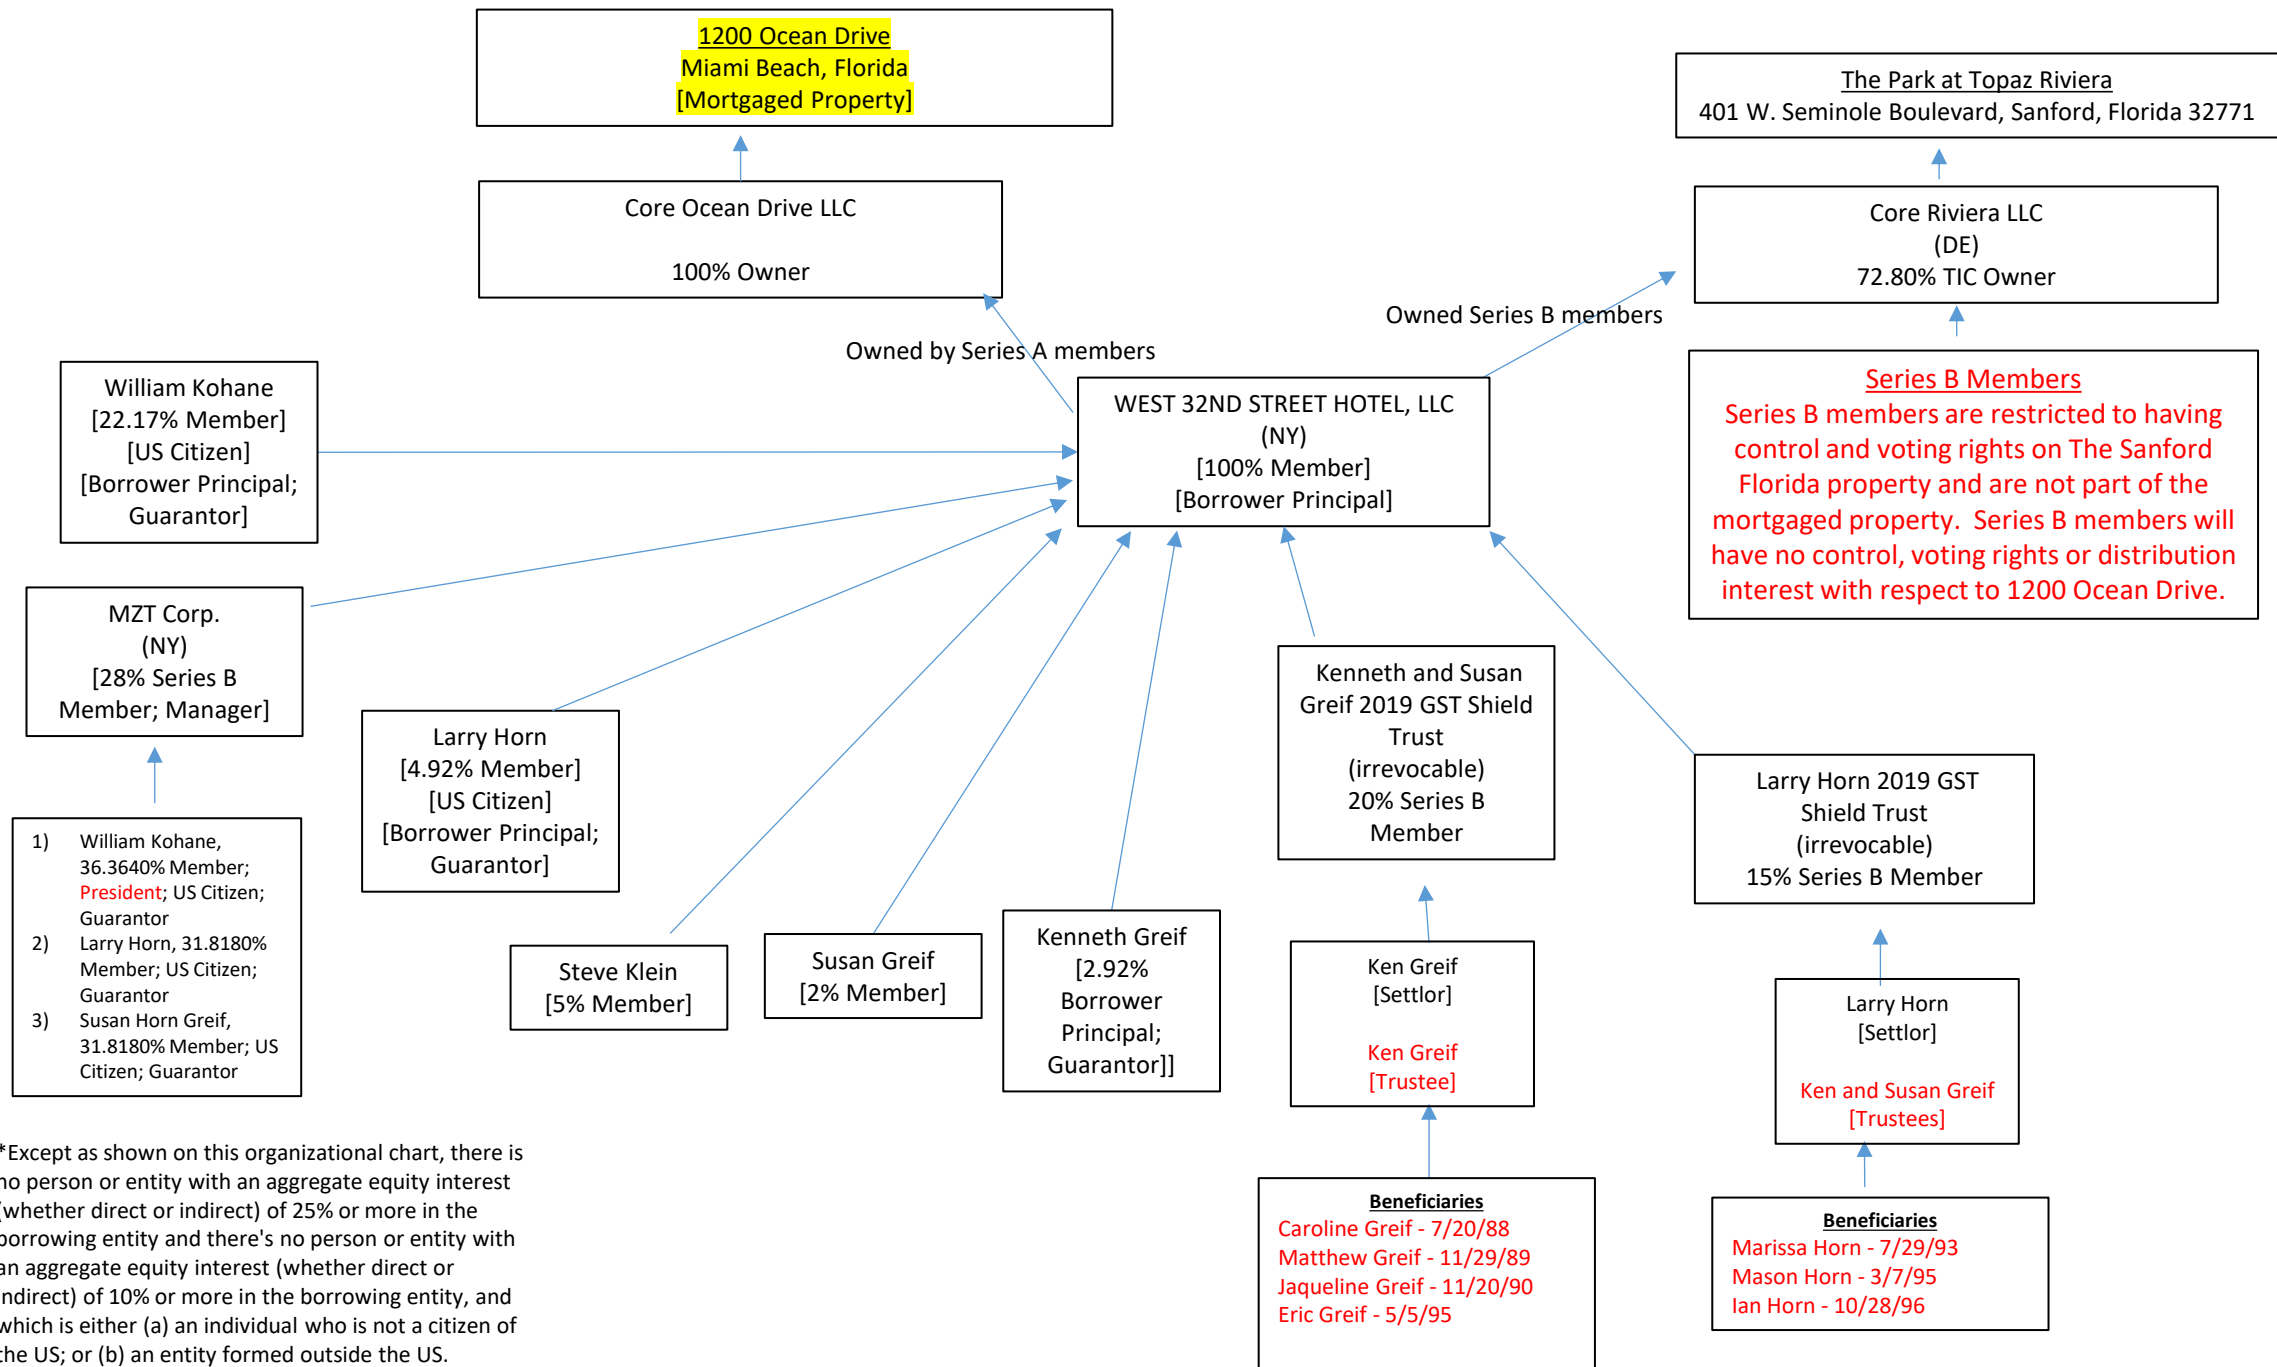 1200 Ocean Drive
Miami Beach, Florida
[Mortgaged Property]
The Park at Topaz Riviera
401 W. Seminole Boulevard, Sanford, Florida 32771
Core Ocean Drive LLC
100% Owner
Core Riviera LLC
(DE)
72.80% TIC Owner
Owned Series B members
Owned by Series A members
William Kohane
[22.17% Member]
[US Citizen]
[Borrower Principal;
Guarantor]
WEST 32ND STREET HOTEL, LLC
(NY)
[100% Member]
[Borrower Principal]
Series B Members
Series B members are restricted to having
control and voting rights on The Sanford
Florida property and are not part of the
mortgaged property.  Series B members will
have no control, voting rights or distribution
interest with respect to 1200 Ocean Drive.
MZT Corp.
(NY)
[28% Series B
Member; Manager]
Larry Horn
[4.92% Member]
[US Citizen]
[Borrower Principal;
Guarantor]
Kenneth and Susan
Greif 2019 GST Shield
Trust
(irrevocable)
20% Series B
Member
Larry Horn 2019 GST
Shield Trust
(irrevocable)
15% Series B Member
1) William Kohane,
36.3640% Member;
President; US Citizen;
Guarantor
2) Larry Horn, 31.8180%
Member; US Citizen;
Guarantor
3) Susan Horn Greif,
31.8180% Member; US
Citizen; Guarantor
Steve Klein
[5% Member]
Susan Greif
[2% Member]
Kenneth Greif
[2.92%
Borrower
Principal;
Guarantor]]
Ken Greif
[Settlor]
Ken Greif
[Trustee]
Larry Horn
[Settlor]
Ken and Susan Greif
[Trustees]
*Except as shown on this organizational chart, there is
no person or entity with an aggregate equity interest
(whether direct or indirect) of 25% or more in the
borrowing entity and there's no person or entity with
an aggregate equity interest (whether direct or
indirect) of 10% or more in the borrowing entity, and
which is either (a) an individual who is not a citizen of
the US; or (b) an entity formed outside the US.
Beneficiaries
Caroline Greif - 7/20/88
Matthew Greif - 11/29/89
Jaqueline Greif - 11/20/90
Eric Greif - 5/5/95
Beneficiaries
Marissa Horn - 7/29/93
Mason Horn - 3/7/95
Ian Horn - 10/28/96